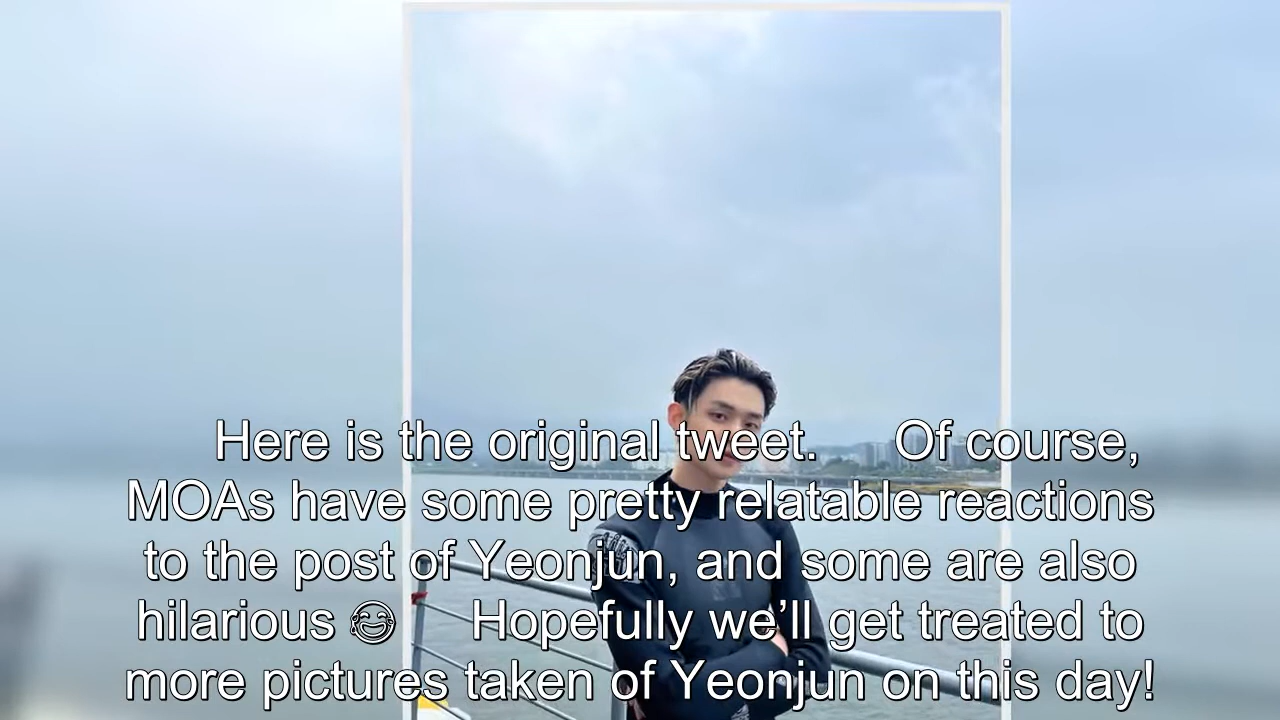 Here is the original tweet. Of course,
MOAs have some pretty relatable reactions
to the post of Yeonjun, and some are also
hilarious 😂 Hopefully we’ll get treated to
more pictures taken of Yeonjun on this day!